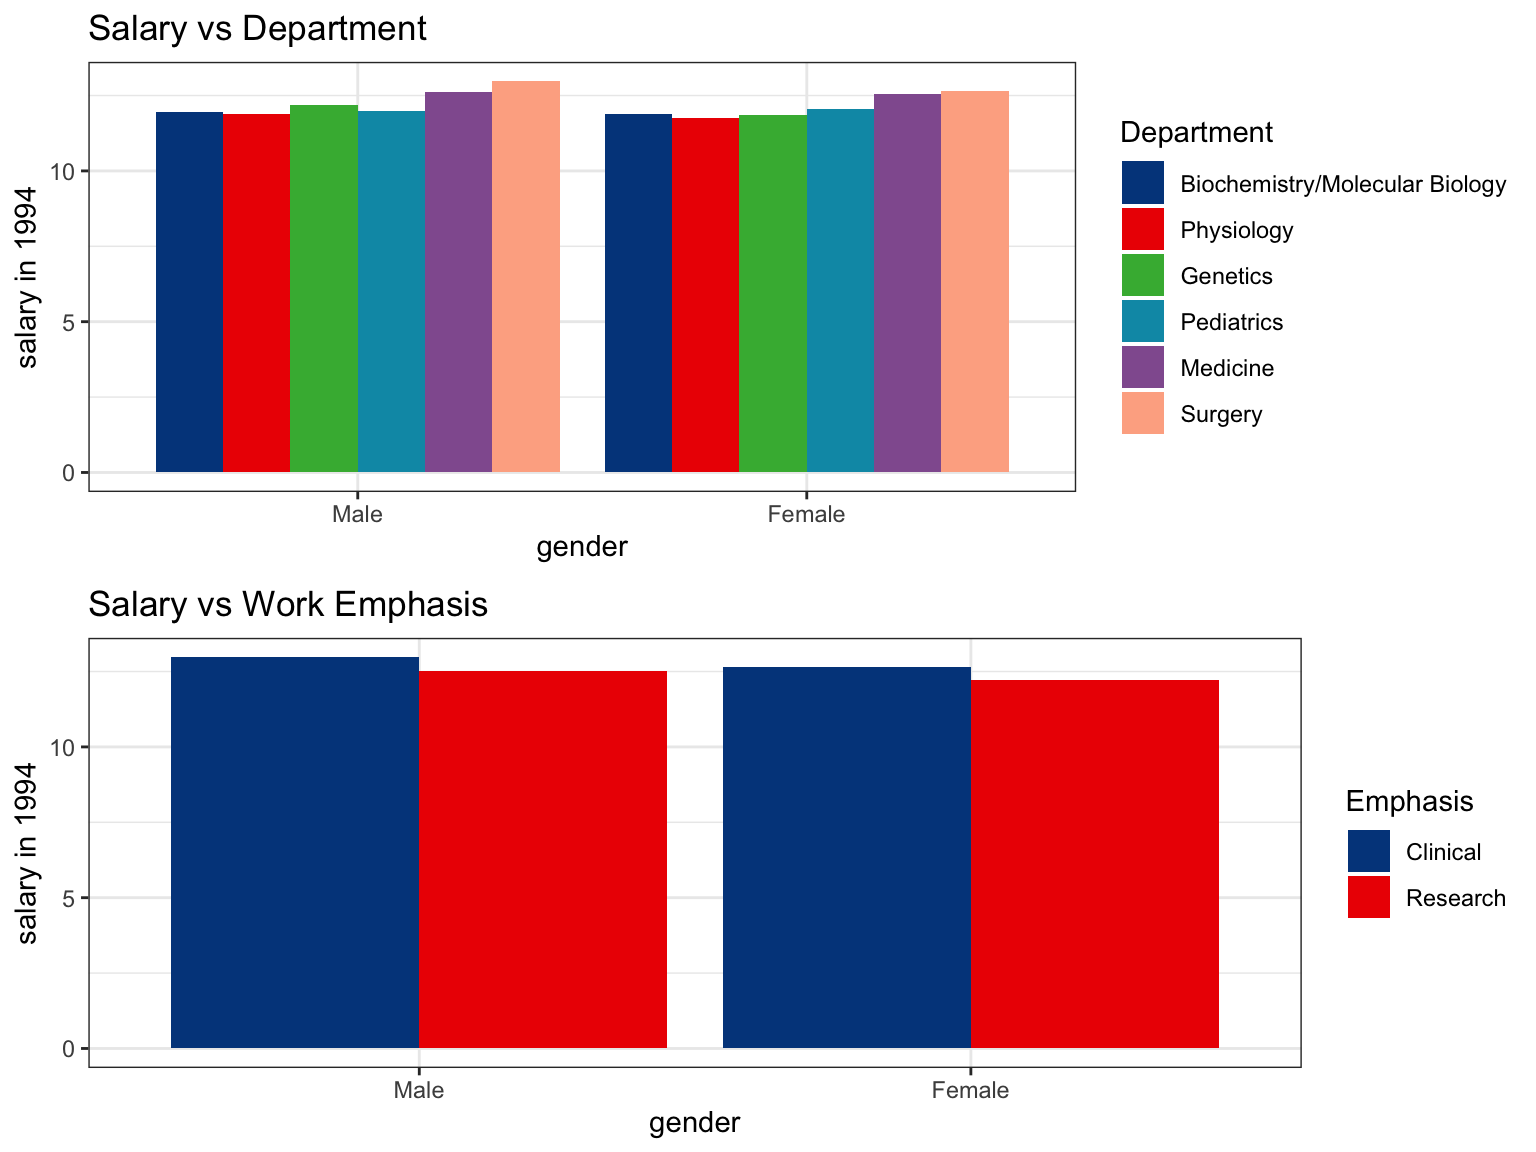 Salary vs Department
salary in 1994
10
5
0
Male
Female
gender
Department
Biochemistry/Molecular Biology
Physiology
Genetics
Pediatrics
Medicine
Surgery
Salary vs Work Emphasis
salary in 1994
10
5
0
Male
Female
gender
Emphasis
Clinical
Research